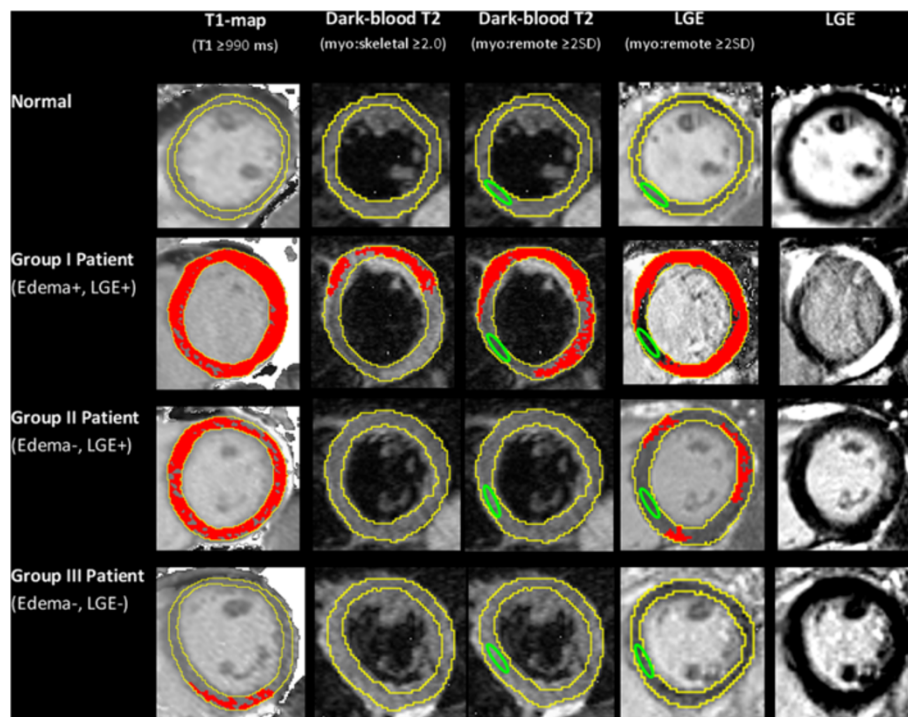 T1-map Dark-blood T2 Dark-blood T2 LGE LGE
(T1 ≥990 ms) (myo:skeletal ≥2.0) (myo:remote ≥2SD) (myo:remote ≥2SD)
Normal
Group I Patient
(Edema+, LGE+)
Group II Patient
(Edema-, LGE+)
Group III Patient
(Edema-, LGE-)